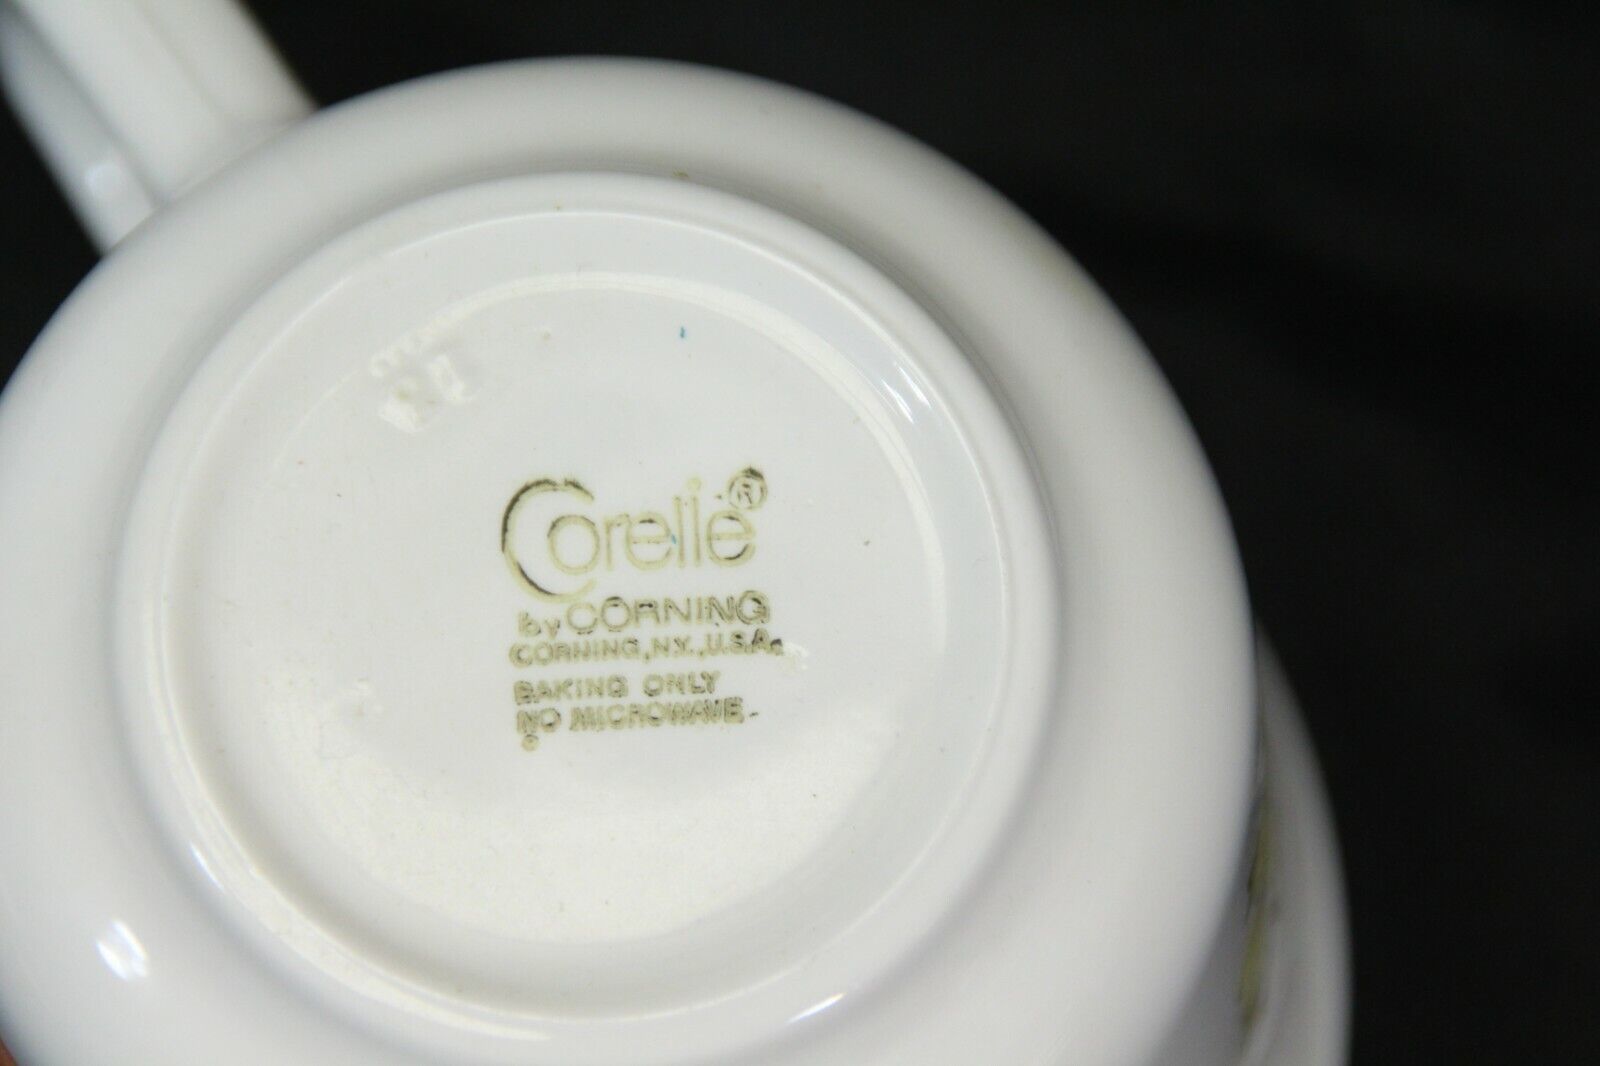 Corelle®
by CORNING
CORNING, N.Y., U.S.A.
BAKING ONLY
NO MICROWAVE